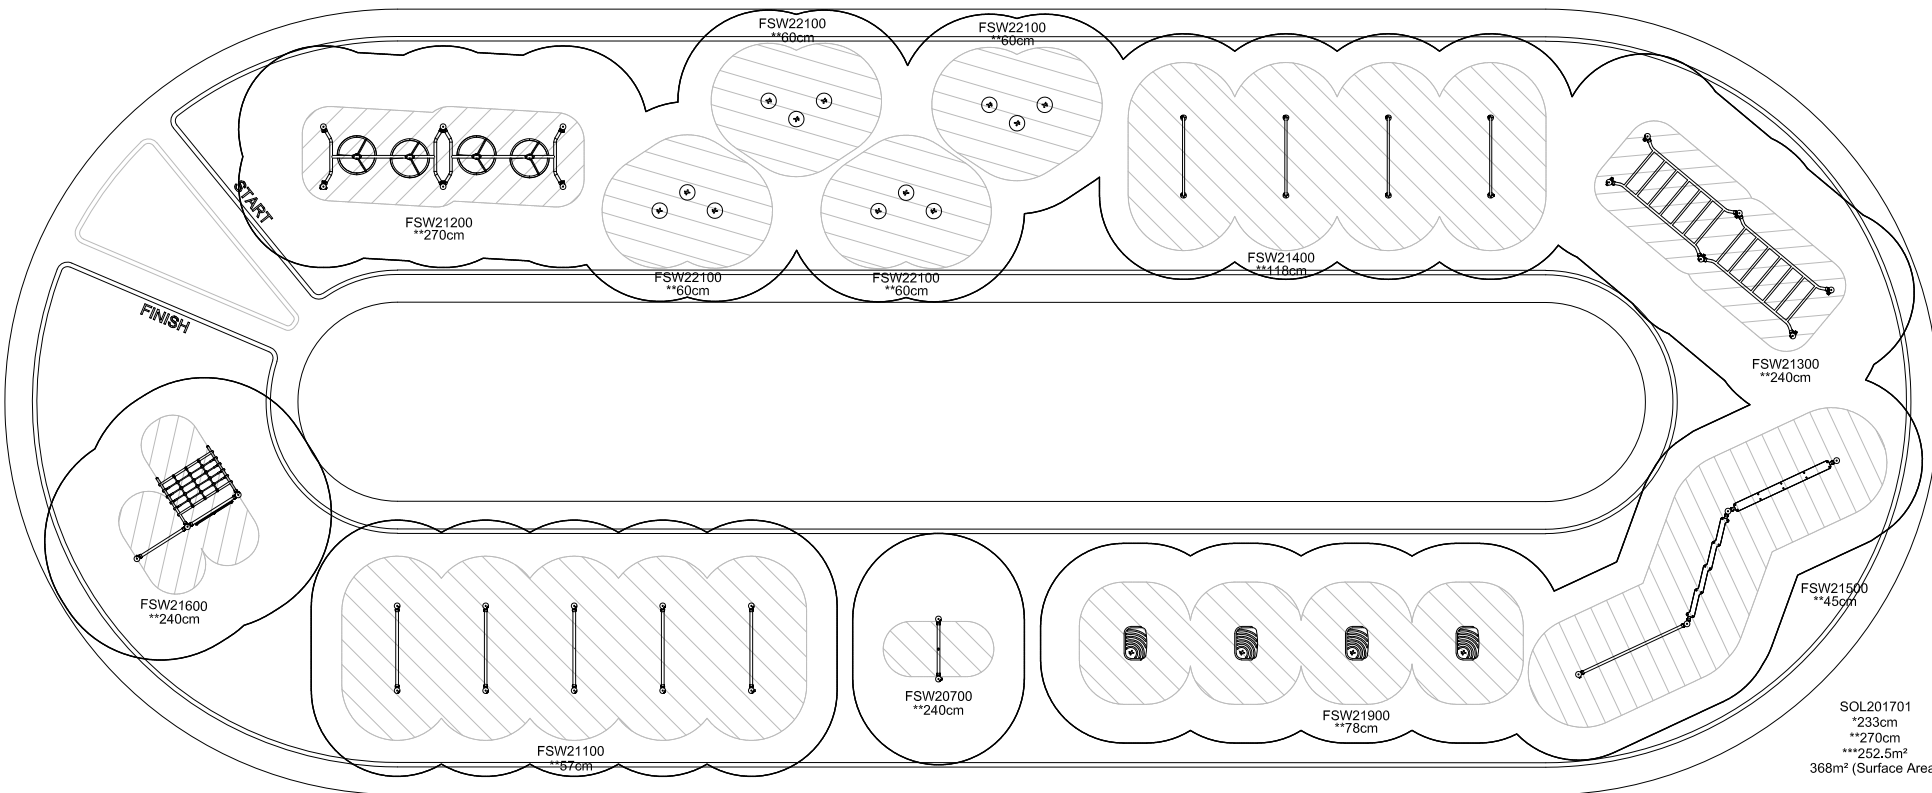 FSW22100
**60cm
FSW22100
**60cm
START
FSW21200
**270cm
FSW22100
**60cm
FSW22100
**60cm
FSW21400
**118cm
FINISH
FSW21300
**240cm
FSW21600
**240cm
FSW21500
**45cm
FSW20700
**240cm
FSW21900
**78cm
FSW21100
**57cm
SOL201701
*233cm
**270cm
***252.5m²
368m² (Surface Area